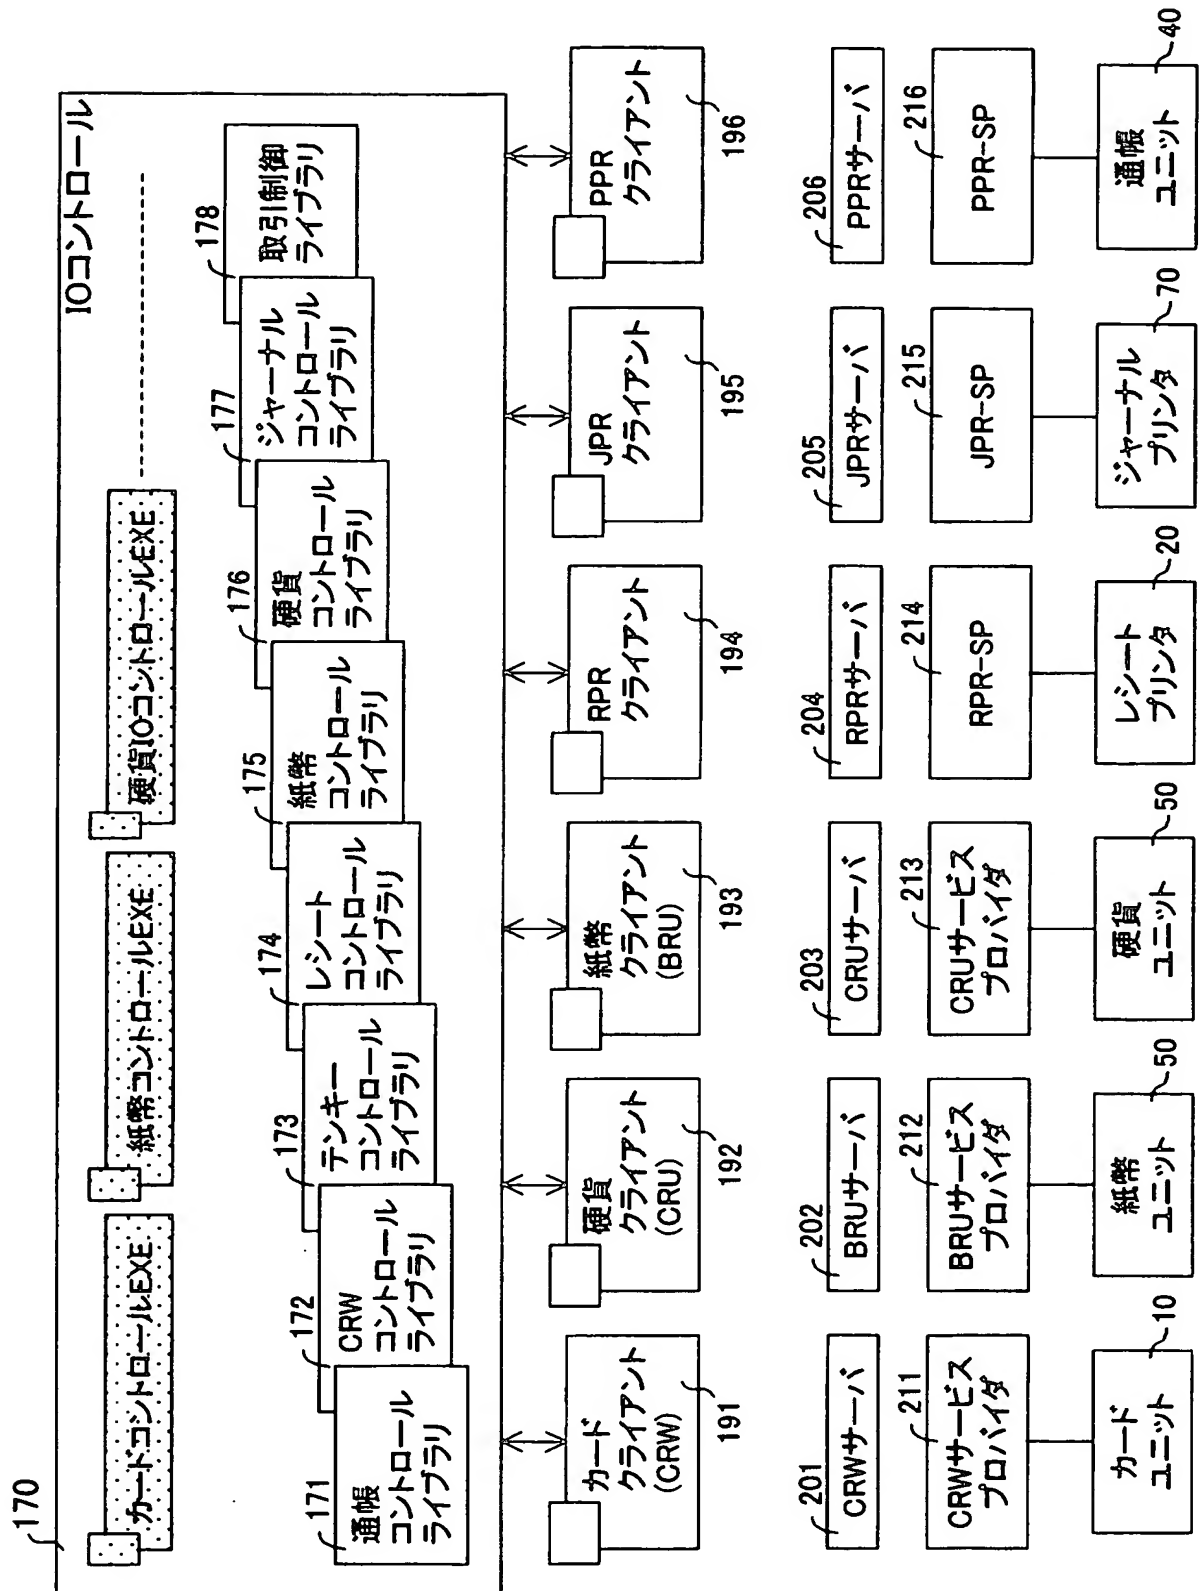 170
IOコントロール
カードコントロールEXE
紙幣コントロールEXE
硬貨IOコントロールEXE
171
通帳
コントロール
ライブラリ
172
CRW
コントロール
ライブラリ
173
テンキー
コントロール
ライブラリ
174
レシート
コントロール
ライブラリ
175
紙幣
コントロール
ライブラリ
176
硬貨
コントロール
ライブラリ
177
ジャーナル
コントロール
ライブラリ
178
取引制御
ライブラリ
カード
クライアント
(CRW)
191
硬貨
クライアント
(CRU)
192
紙幣
クライアント
(BRU)
193
RPR
クライアント
194
JPR
クライアント
195
PPR
クライアント
196
201
CRWサーバ
202
BRUサーバ
203
CRUサーバ
204
RPRサーバ
205
JPRサーバ
206
PPRサーバ
211
CRWサービス
プロバイダ
212
BRUサービス
プロバイダ
213
CRUサービス
プロバイダ
214
RPR-SP
215
JPR-SP
216
PPR-SP
カード
ユニット
10
紙幣
ユニット
50
硬貨
ユニット
50
レシート
プリンタ
20
ジャーナル
プリンタ
70
通帳
ユニット
40